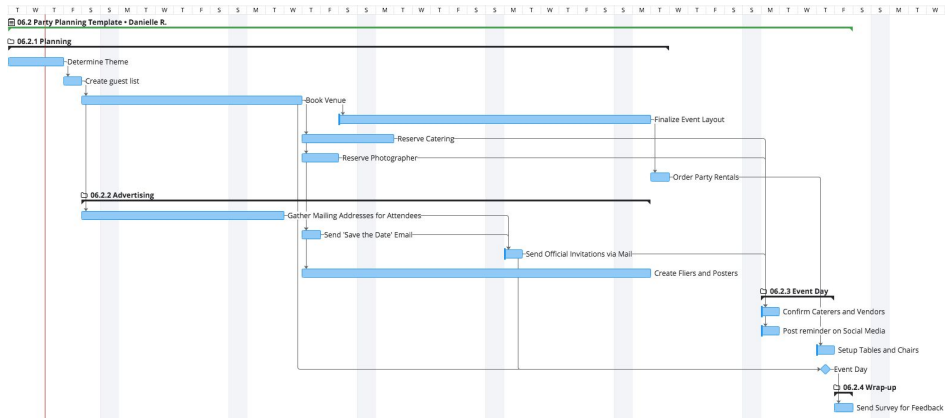 T W T F S S M T W T F S S M T W T F S S M T W T F S S M T W T F S S M T W T F S S M T W T F S S M T W
06.2 Party Planning Template • Danielle R.
06.2.1 Planning
Determine Theme
Create guest list
Book Venue
Finalize Event Layout
Reserve Catering
Reserve Photographer
Order Party Rentals
06.2.2 Advertising
Gather Mailing Addresses for Attendees
Send 'Save the Date' Email
Send Official Invitations via Mail
Create Fliers and Posters
06.2.3 Event Day
Confirm Caterers and Vendors
Post reminder on Social Media
Setup Tables and Chairs
Event Day
06.2.4 Wrap-up
Send Survey for Feedback